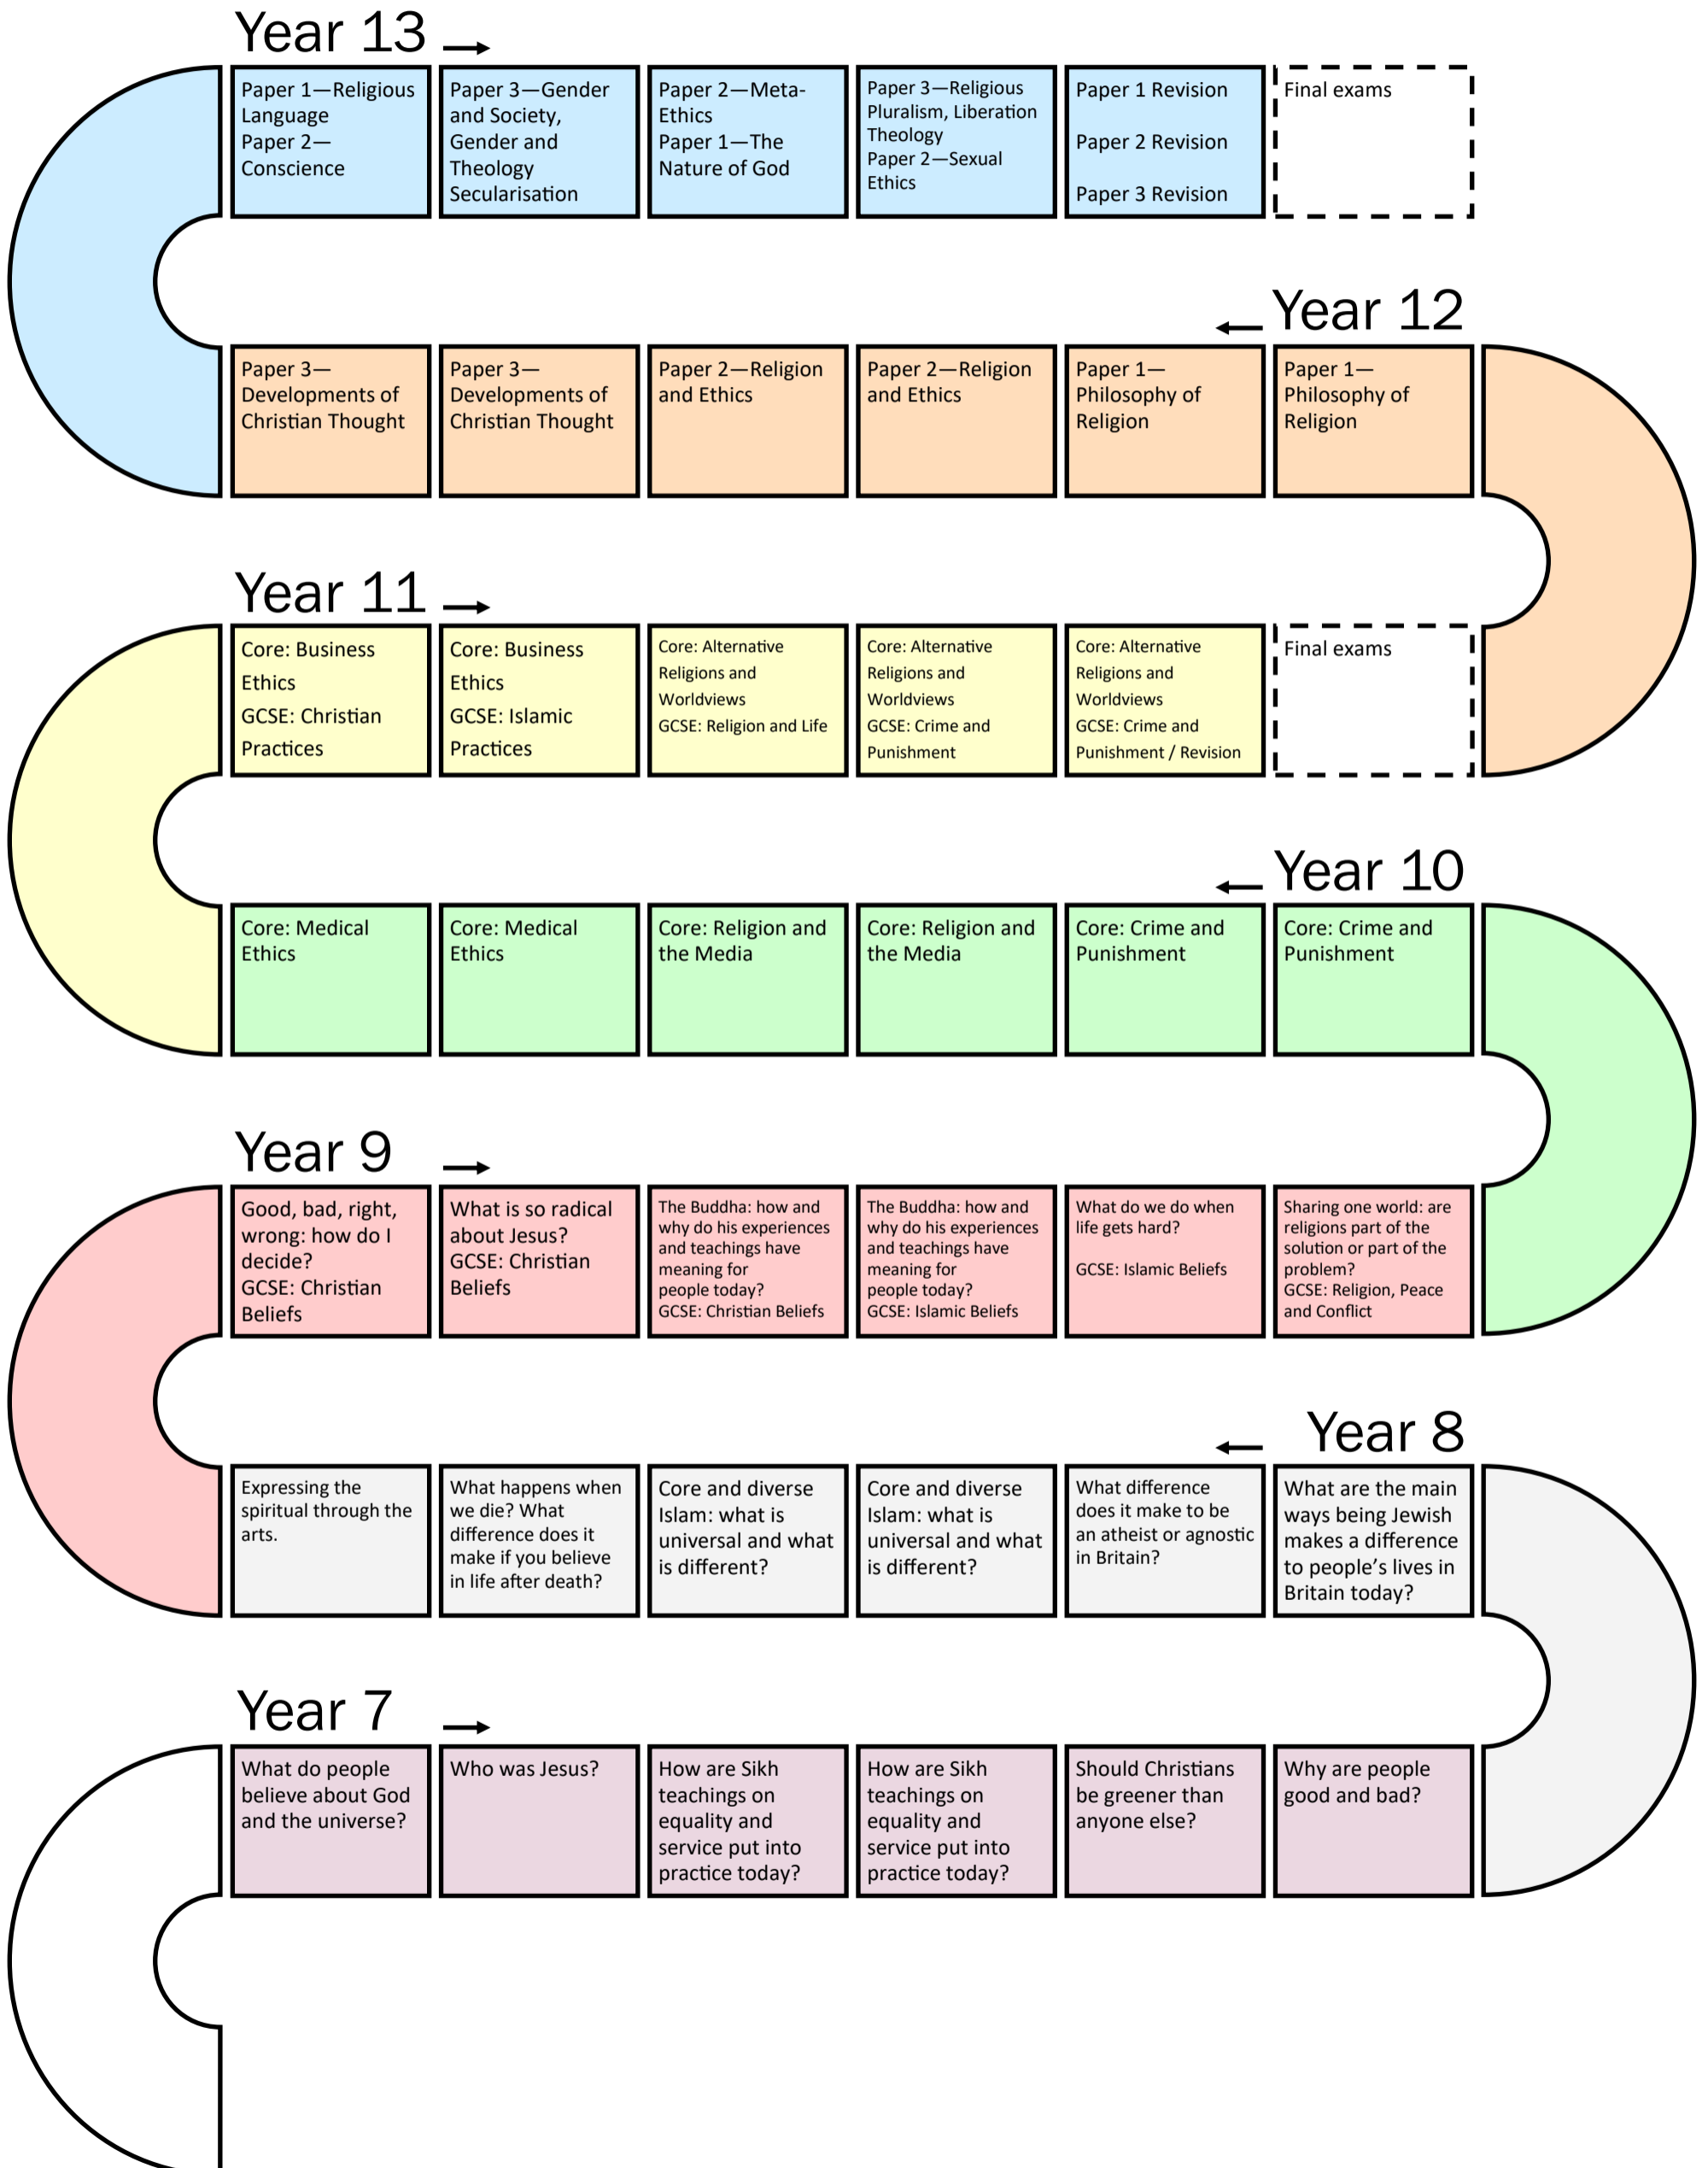 Year 13
Paper 1—Religious
Language
Paper 2—
Conscience
Paper 3—Gender
and Society,
Gender and
Theology
Secularisation
Paper 2—Meta-
Ethics
Paper 1—The
Nature of God
Paper 3—Religious
Pluralism, Liberation
Theology
Paper 2—Sexual
Ethics
Paper 1 Revision
Paper 2 Revision
Paper 3 Revision
Final exams
Year 12
Paper 3—
Developments of
Christian Thought
Paper 3—
Developments of
Christian Thought
Paper 2—Religion
and Ethics
Paper 2—Religion
and Ethics
Paper 1—
Philosophy of
Religion
Paper 1—
Philosophy of
Religion
Year 11
Core: Business
Ethics
GCSE: Christian
Practices
Core: Business
Ethics
GCSE: Islamic
Practices
Core: Alternative
Religions and
Worldviews
GCSE: Religion and Life
Core: Alternative
Religions and
Worldviews
GCSE: Crime and
Punishment
Core: Alternative
Religions and
Worldviews
GCSE: Crime and
Punishment / Revision
Final exams
Year 10
Core: Medical
Ethics
Core: Medical
Ethics
Core: Religion and
the Media
Core: Religion and
the Media
Core: Crime and
Punishment
Core: Crime and
Punishment
Year 9
Good, bad, right,
wrong: how do I
decide?
GCSE: Christian
Beliefs
What is so radical
about Jesus?
GCSE: Christian
Beliefs
The Buddha: how and
why do his experiences
and teachings have
meaning for
people today?
GCSE: Christian Beliefs
The Buddha: how and
why do his experiences
and teachings have
meaning for
people today?
GCSE: Islamic Beliefs
What do we do when
life gets hard?
GCSE: Islamic Beliefs
Sharing one world: are
religions part of the
solution or part of the
problem?
GCSE: Religion, Peace
and Conflict
Year 8
Expressing the
spiritual through the
arts.
What happens when
we die? What
difference does it
make if you believe
in life after death?
Core and diverse
Islam: what is
universal and what
is different?
Core and diverse
Islam: what is
universal and what
is different?
What difference
does it make to be
an atheist or agnostic
in Britain?
What are the main
ways being Jewish
makes a difference
to people’s lives in
Britain today?
Year 7
What do people
believe about God
and the universe?
Who was Jesus?
How are Sikh
teachings on
equality and
service put into
practice today?
How are Sikh
teachings on
equality and
service put into
practice today?
Should Christians
be greener than
anyone else?
Why are people
good and bad?